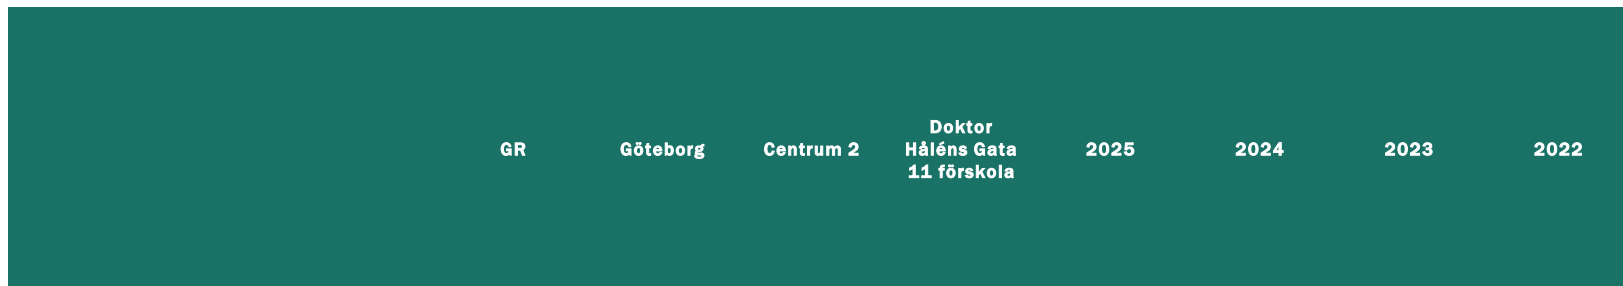 GR
Göteborg
Centrum 2
Doktor
Håléns Gata
11 förskola
2025
2024
2023
2022